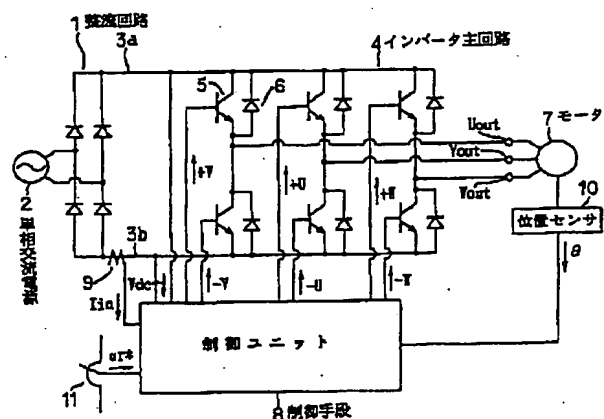 1 整流回路
3a
4 インバータ主回路
5
6
7 モータ
Uout
Vout
Wout
+V
+U
+W
2 単相交流電源
10
位置センサ
θ
3b
9
Vdc
Iin
-V
-U
-W
制御ユニット
ωr*
11
8 制御手段